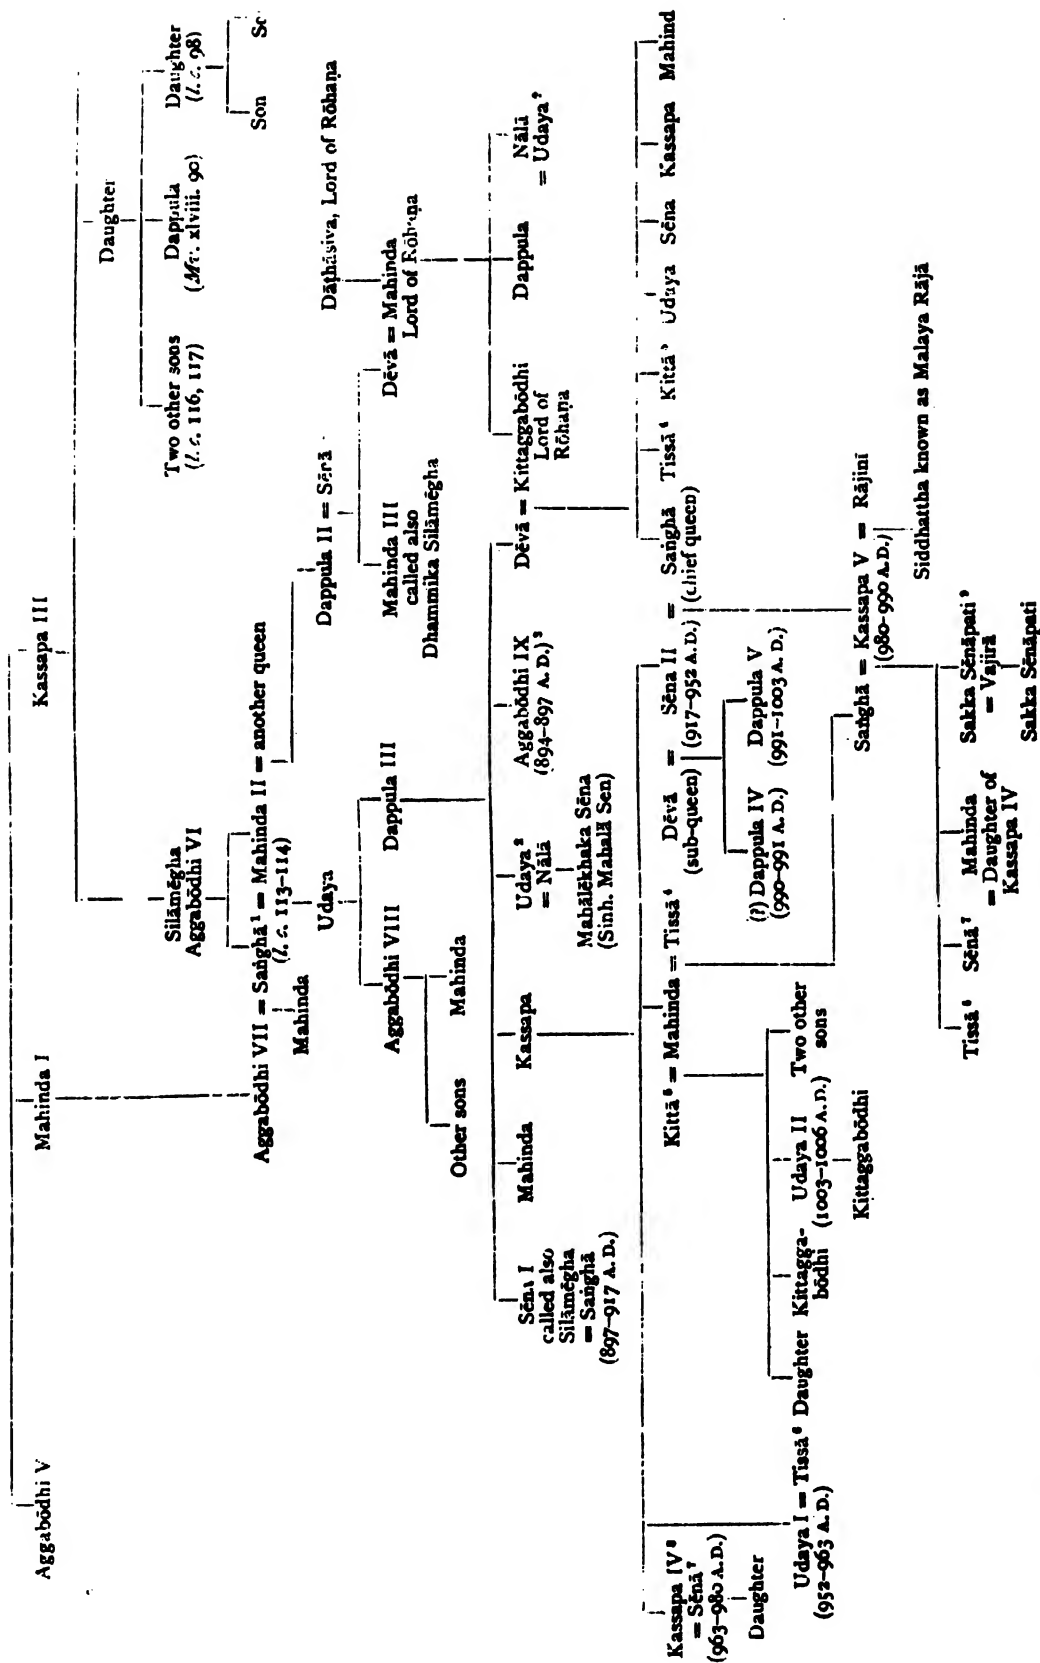 Aggabōdhi V
Mahinda I
Kassapa III
Silāmēgha
Aggabōdhi VI
Daughter
Two other sons
(l. c. 116, 117)
Dappula
(Mv. xlviii. 90)
Daughter
(l. c. 98)
Son
Aggabōdhi VII = Saṅghā¹ = Mahinda II = another queen
(l. c. 113–114)
Mahinda
Udaya
Dappula II = Sēnā
Dāṭhāsiva, Lord of Rōhaṇa
Aggabōdhi VIII
Dappula III
Mahinda III
called also
Dhammika Silāmēgha
Dēvā = Mahinda
Lord of Rōhaṇa
Other sons
Mahinda
Sēna I
called also
Silāmēgha
= Saṅghā
(897–917 A.D.)
Mahinda
Kassapa
Udaya²
= Nālā
Mahālēkhaka Sēna
(Sinh. Mahalā Sen)
Aggabōdhi IX
(894–897 A.D.)³
Dēvā = Kittaggabōdhi
Lord of
Rōhaṇa
Dappula
Nālā
= Udaya²
Kassapa IV⁸
= Sēnā⁷
(963–980 A.D.)
Daughter
Udaya I = Tissā⁶
(952–963 A.D.)
Kittā⁵ = Mahinda = Tissā⁴
Dēvā = Sēna II = Saṅghā
(sub-queen) (917–952 A.D.) (chief queen)
Tissā⁴
Kittā⁵
Udaya
Sēna
Kassapa
Mahind
Daughter
Kittagga-
bōdhi
Udaya II
(1003–1006 A.D.)
Two other
sons
Kittaggabōdhi
(?) Dappula IV
(990–991 A.D.)
Dappula V
(991–1003 A.D.)
Saṅghā = Kassapa V = Rājinī
(980–990 A.D.)
Siddhattha known as Malaya Rājā
Tissā⁶
Sēnā⁷
Mahinda
= Daughter of
Kassapa IV
Sakka Sēnāpati⁹
= Vajirā
Sakka Sēnāpati